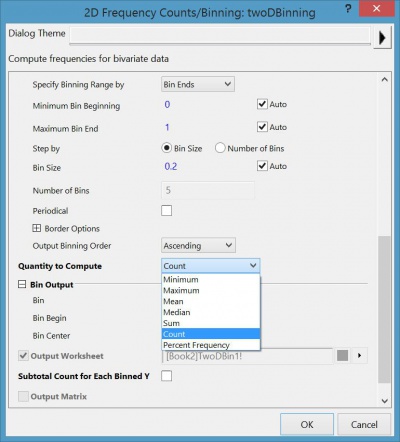 2D Frequency Counts/Binning: twoDBinning
?
Dialog Theme
Compute frequencies for bivariate data
Specify Binning Range by Bin Ends
Minimum Bin Beginning 0 Auto
Maximum Bin End 1 Auto
Step by Bin Size Number of Bins
Bin Size 0.2 Auto
Number of Bins 5
Periodical
Border Options
Output Binning Order Ascending
Quantity to Compute Count
Minimum
Bin Output Maximum
Bin Mean
Median
Bin Begin Sum
Bin Center Count
Percent Frequency
Output Worksheet [Book2]TwoDBin1!
Subtotal Count for Each Binned Y
Output Matrix
OK Cancel